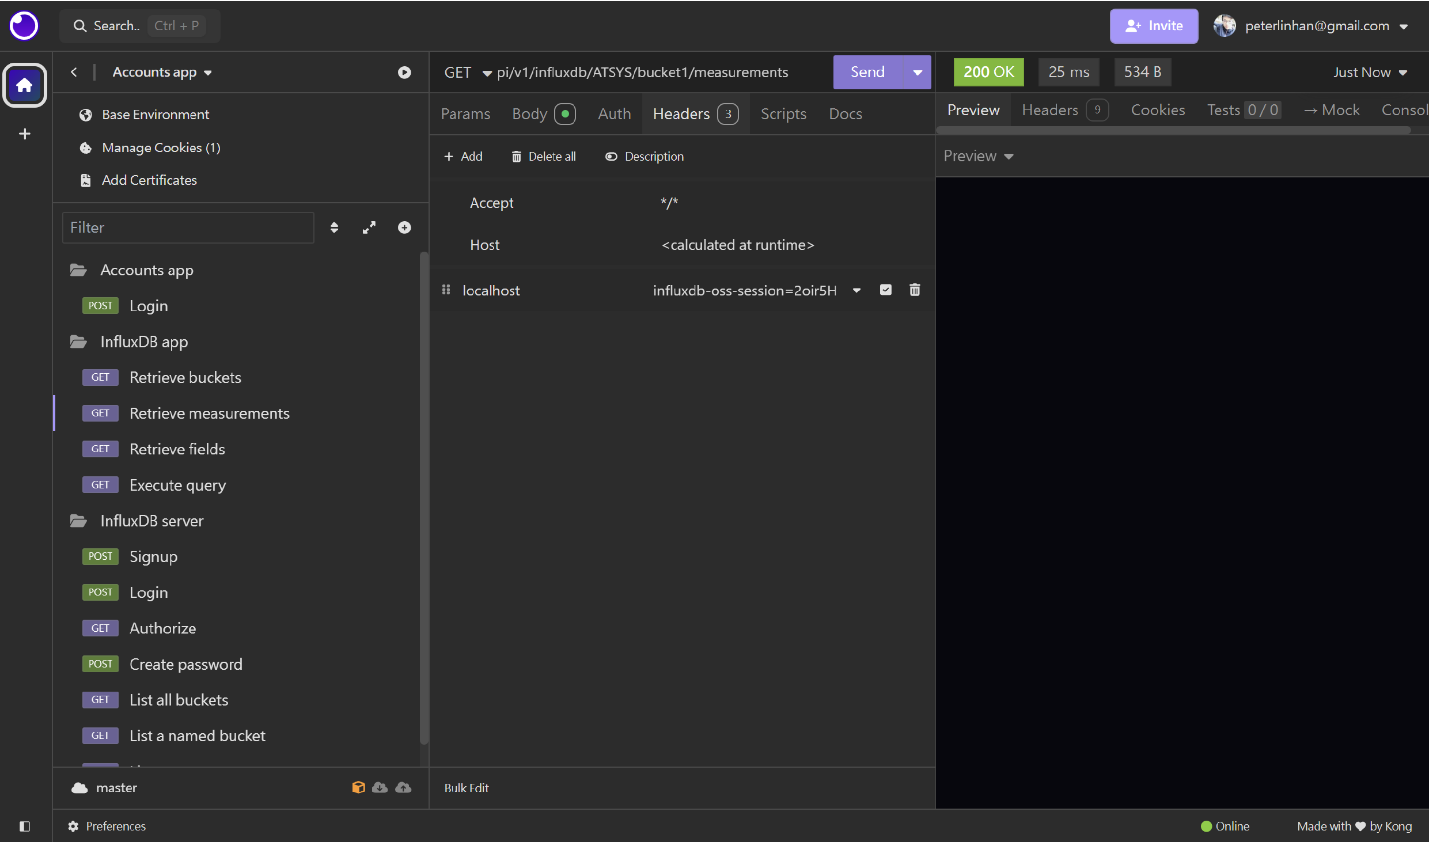 Search.. Ctrl + P
Invite
peterlinhan@gmail.com
Accounts app
GET pi/v1/influxdb/ATSYS/bucket1/measurements
Send
200 OK
25 ms
534 B
Just Now
Base Environment
Manage Cookies (1)
Add Certificates
Filter
Accounts app
POST Login
InfluxDB app
GET Retrieve buckets
GET Retrieve measurements
GET Retrieve fields
GET Execute query
InfluxDB server
POST Signup
POST Login
GET Authorize
POST Create password
GET List all buckets
GET List a named bucket
master
Params Body Auth Headers 3 Scripts Docs
Add Delete all Description
Accept */*
Host <calculated at runtime>
localhost influxdb-oss-session=2oir5H
Bulk Edit
Preview Headers 9 Cookies Tests 0 / 0 → Mock Consol
Preview
Preferences
Online
Made with ❤ by Kong